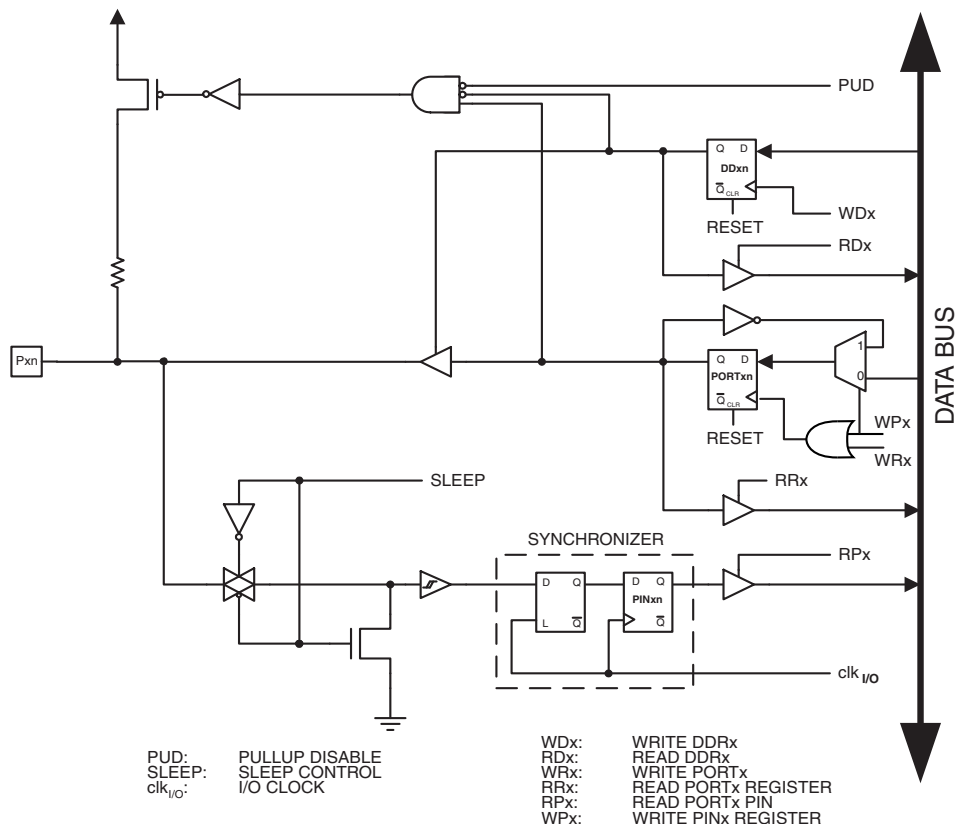 PUD
Q D
DDxn
Q CLR
WDx
RESET
RDx
Pxn
1
Q D
PORTxn
0
Q CLR
WPx
RESET
WRx
DATA BUS
SLEEP
RRx
SYNCHRONIZER
RPx
D Q
D Q
PINxn
L Q
Q
clk I/O
PUD: PULLUP DISABLE
SLEEP: SLEEP CONTROL
clkI/O: I/O CLOCK
WDx: WRITE DDRx
RDx: READ DDRx
WRx: WRITE PORTx
RRx: READ PORTx REGISTER
RPx: READ PORTx PIN
WPx: WRITE PINx REGISTER